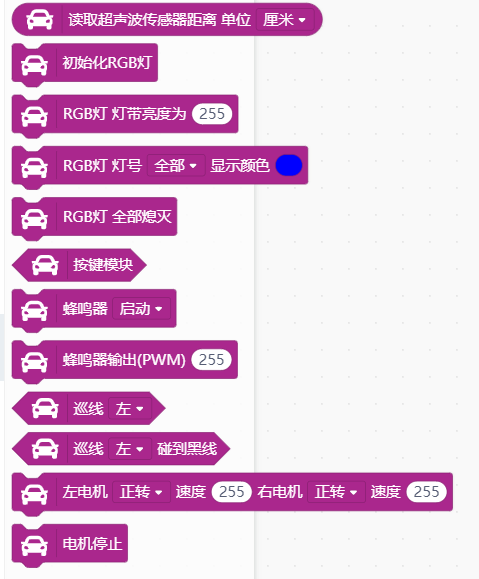 读取超声波传感器距离 单位 厘米
初始化RGB灯
RGB灯 灯带亮度为 255
RGB灯 灯号 全部 显示颜色
RGB灯 全部熄灭
按键模块
蜂鸣器 启动
蜂鸣器输出(PWM) 255
巡线 左
巡线 左 碰到黑线
左电机 正转 速度 255 右电机 正转 速度 255
电机停止